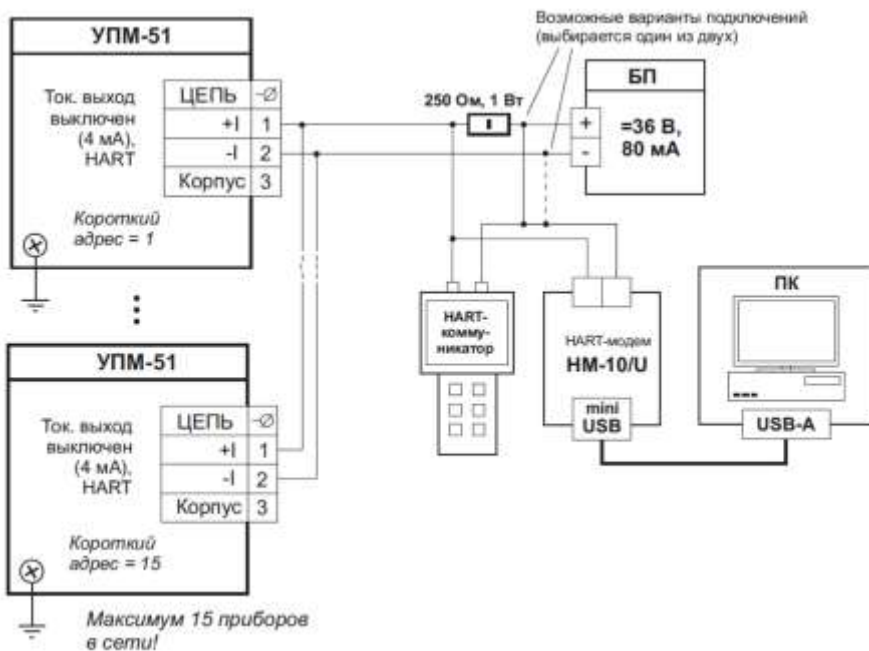 Возможные варианты подключений
(выбирается один из двух)
УПМ-51
Ток. выход
выключен
(4 мА),
HART
ЦЕПЬ -∅
+I 1
-I 2
Корпус 3
Короткий
адрес = 1
250 Ом, 1 Вт
БП
+
-
=36 В,
80 мА
HART-
комму-
никатор
HART-модем
HM-10/U
mini
USB
ПК
USB-A
УПМ-51
Ток. выход
выключен
(4 мА),
HART
ЦЕПЬ -∅
+I 1
-I 2
Корпус 3
Короткий
адрес = 15
Максимум 15 приборов
в сети!